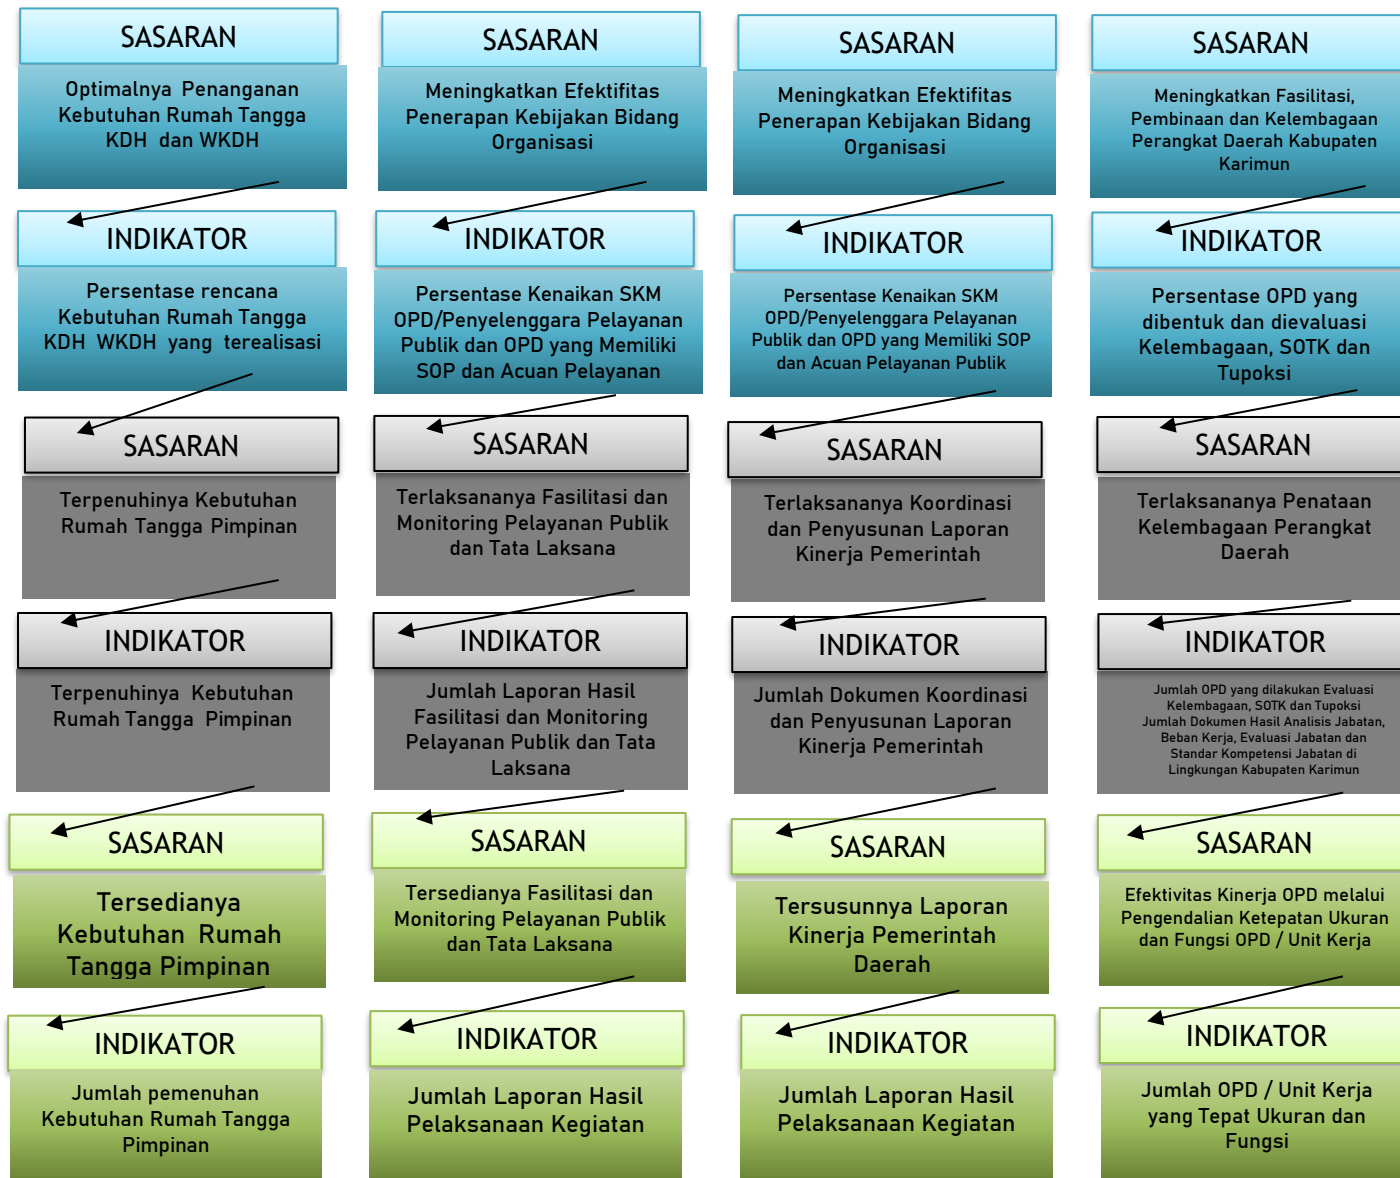 SASARAN
Optimalnya Penanganan
Kebutuhan Rumah Tangga
KDH dan WKDH
INDIKATOR
Persentase rencana
Kebutuhan Rumah Tangga
KDH WKDH yang terealisasi
SASARAN
Terpenuhinya Kebutuhan
Rumah Tangga Pimpinan
INDIKATOR
Terpenuhinya Kebutuhan
Rumah Tangga Pimpinan
SASARAN
Tersedianya
Kebutuhan Rumah
Tangga Pimpinan
INDIKATOR
Jumlah pemenuhan
Kebutuhan Rumah Tangga
Pimpinan
SASARAN
Meningkatkan Efektifitas
Penerapan Kebijakan Bidang
Organisasi
INDIKATOR
Persentase Kenaikan SKM
OPD/Penyelenggara Pelayanan
Publik dan OPD yang Memiliki
SOP dan Acuan Pelayanan
SASARAN
Terlaksananya Fasilitasi dan
Monitoring Pelayanan Publik
dan Tata Laksana
INDIKATOR
Jumlah Laporan Hasil
Fasilitasi dan Monitoring
Pelayanan Publik dan Tata
Laksana
SASARAN
Tersedianya Fasilitasi dan
Monitoring Pelayanan Publik
dan Tata Laksana
INDIKATOR
Jumlah Laporan Hasil
Pelaksanaan Kegiatan
SASARAN
Meningkatkan Efektifitas
Penerapan Kebijakan Bidang
Organisasi
INDIKATOR
Persentase Kenaikan SKM
OPD/Penyelenggara Pelayanan
Publik dan OPD yang Memiliki SOP
dan Acuan Pelayanan Publik
SASARAN
Terlaksananya Koordinasi
dan Penyusunan Laporan
Kinerja Pemerintah
INDIKATOR
Jumlah Dokumen Koordinasi
dan Penyusunan Laporan
Kinerja Pemerintah
SASARAN
Tersusunnya Laporan
Kinerja Pemerintah
Daerah
INDIKATOR
Jumlah Laporan Hasil
Pelaksanaan Kegiatan
SASARAN
Meningkatkan Fasilitasi,
Pembinaan dan Kelembagaan
Perangkat Daerah Kabupaten
Karimun
INDIKATOR
Persentase OPD yang
dibentuk dan dievaluasi
Kelembagaan, SOTK dan
Tupoksi
SASARAN
Terlaksananya Penataan
Kelembagaan Perangkat
Daerah
INDIKATOR
Jumlah OPD yang dilakukan Evaluasi
Kelembagaan, SOTK dan Tupoksi
Jumlah Dokumen Hasil Analisis Jabatan,
Beban Kerja, Evaluasi Jabatan dan
Standar Kompetensi Jabatan di
Lingkungan Kabupaten Karimun
SASARAN
Efektivitas Kinerja OPD melalui
Pengendalian Ketepatan Ukuran
dan Fungsi OPD / Unit Kerja
INDIKATOR
Jumlah OPD / Unit Kerja
yang Tepat Ukuran dan
Fungsi